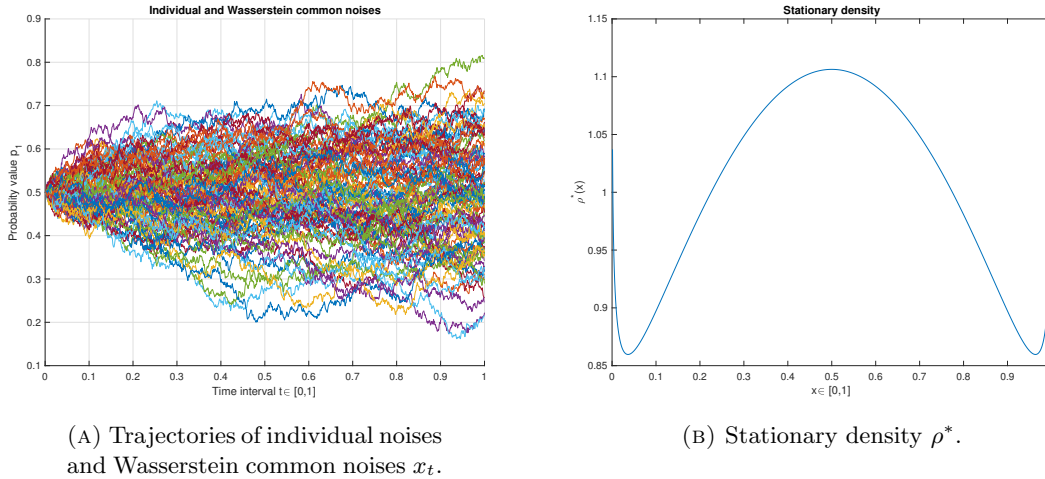 Individual and Wasserstein common noises
0.9
0.8
0.7
0.6
0.5
0.4
0.3
0.2
0.1
Probability value p1
0 0.1 0.2 0.3 0.4 0.5 0.6 0.7 0.8 0.9 1
Time interval t∈ [0,1]
(A) Trajectories of individual noises
and Wasserstein common noises xt.
Stationary density
1.15
1.1
1.05
1
0.95
0.9
0.85
ρ*(x)
0 0.1 0.2 0.3 0.4 0.5 0.6 0.7 0.8 0.9
x∈ [0,1]
(B) Stationary density ρ*.